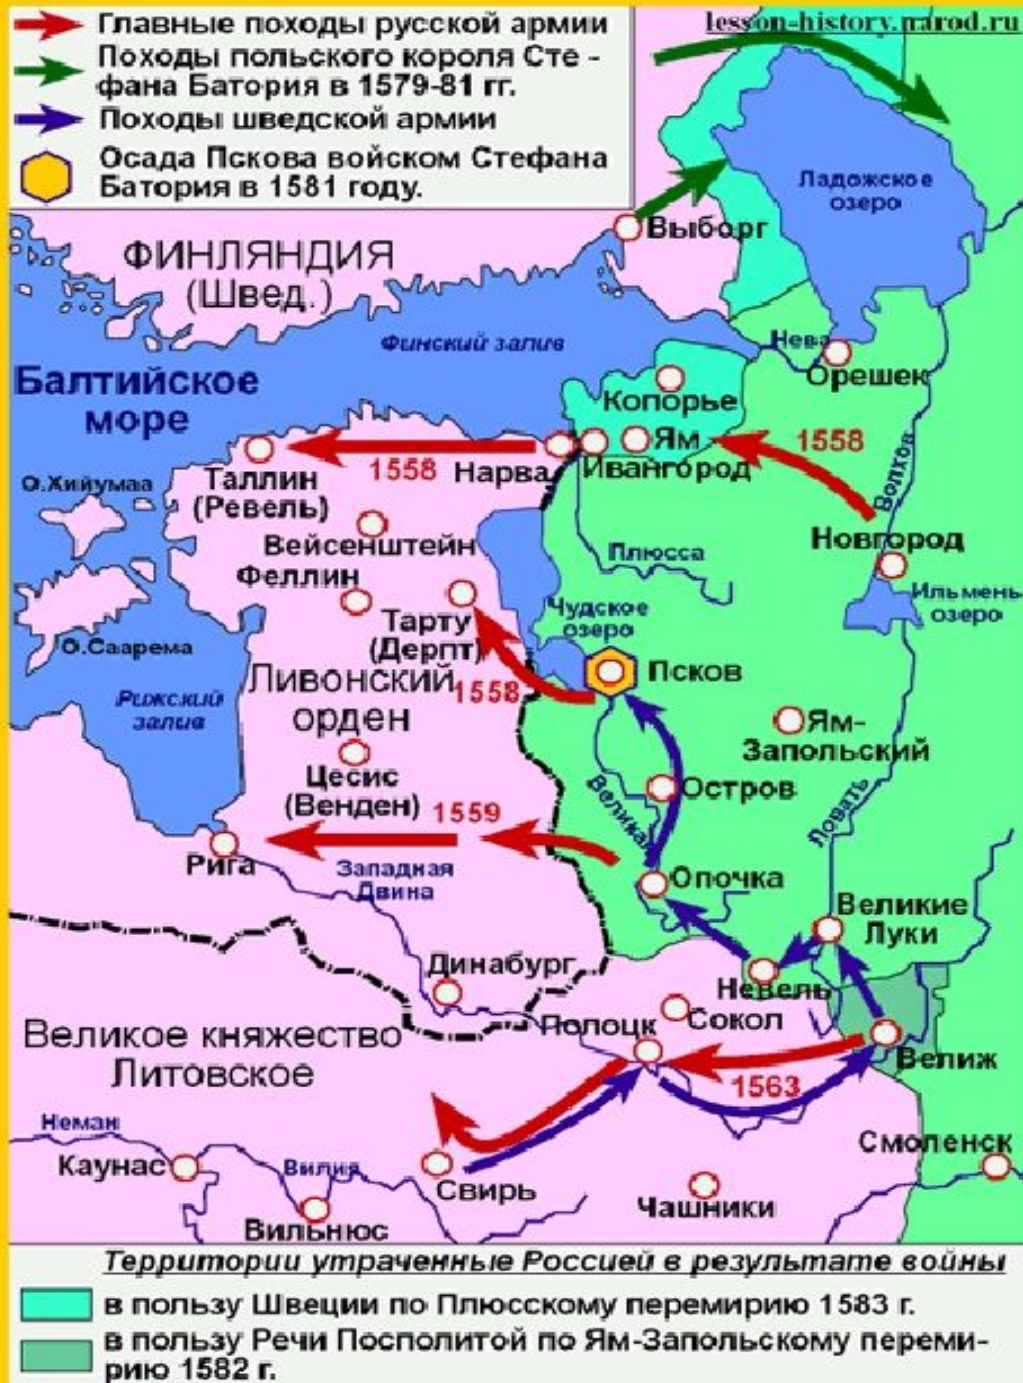 lesson-history.narod.ru
Главные походы русской армии
Походы польского короля Сте -
фана Батория в 1579-81 гг.
Походы шведской армии
Осада Пскова войском Стефана
Батория в 1581 году.
Ладожское
озеро
Выборг
ФИНЛЯНДИЯ
(Швед.)
Финский залив
Нева
Орешек
Балтийское
море
Копорье
Ям
1558
1558
Нарва
Ивангород
Волхов
О.Хийумаа
Таллин
(Ревель)
Вейсенштейн
Новгород
Плюсса
Феллин
Ильмень
озеро
Чудское
озеро
Тарту
(Дерпт)
О.Саарема
Псков
Ливонский
орден
1558
Рижский
залив
Ям-
Запольский
Цесис
(Венден)
Остров
Великая
Ловать
1559
Рига
Западная
Двина
Опочка
Великие
Луки
Динабург
Невель
Сокол
Полоцк
Великое княжество
Литовское
Велиж
1563
Неман
Смоленск
Каунас
Вилия
Свирь
Чашники
Вильнюс
Территории утраченные Россией в результате войны
в пользу Швеции по Плюсскому перемирию 1583 г.
в пользу Речи Посполитой по Ям-Запольскому переми-
рию 1582 г.